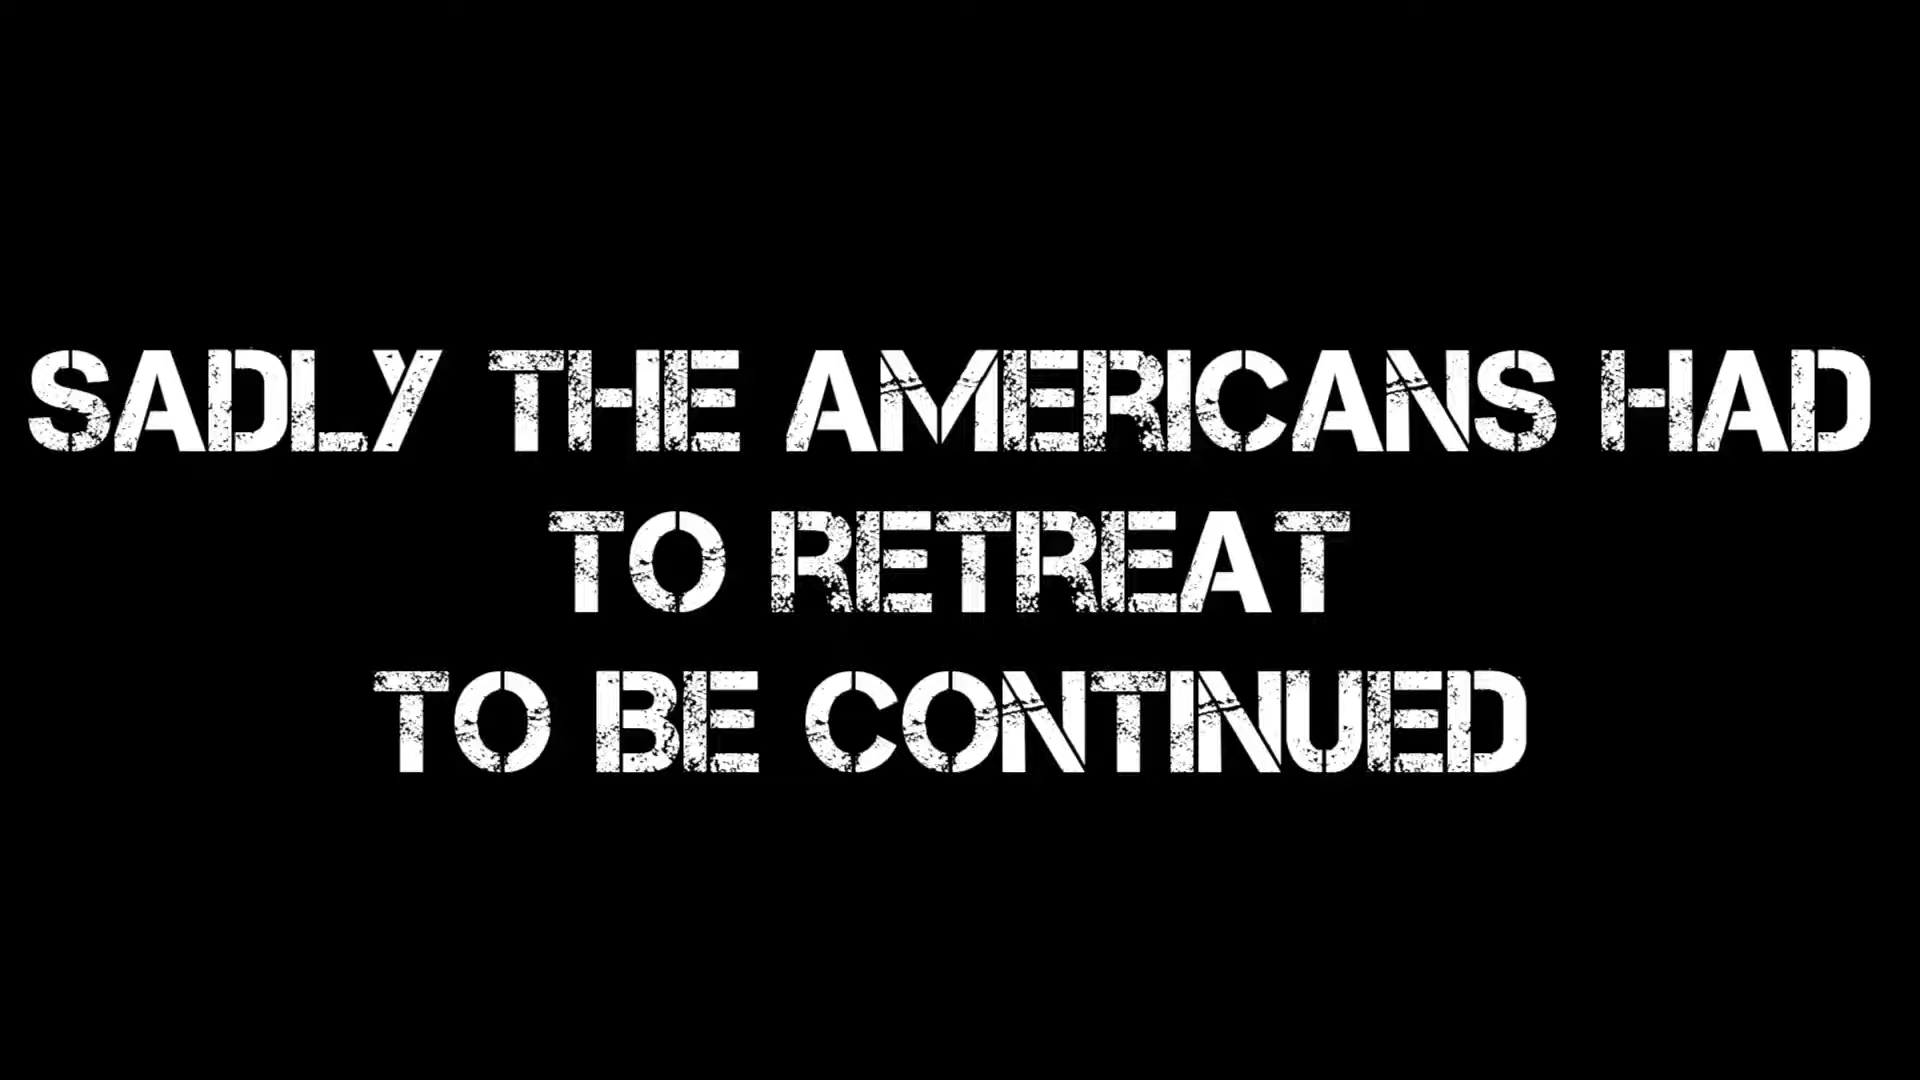 SADLY THE AMERICANS HAD
TO RETREAT
TO BE CONTINUED